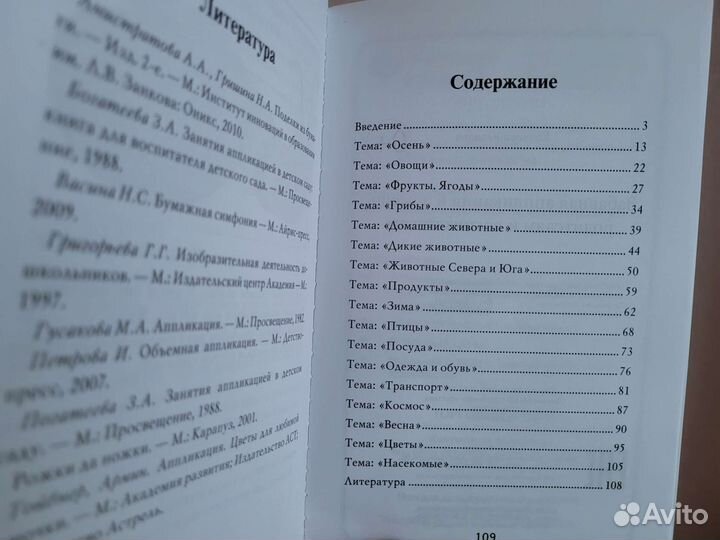 Литература
Анистратова А.А., Гришина Н.А. Поделки из бума-
ги. — Изд. 2-е. — М.: Институт инноваций в образовании
им. А.В. Занкова: Оникс, 2010.
Богатеева З.А. Занятия аппликацией в детском саду:
книга для воспитателя детского сада. — М.: Просвеще-
ние, 1988.
Васина Н.С. Бумажная симфония – М.: Айрис-пресс,
2009.
Григорьева Г.Г. Изобразительная деятельность до-
школьников. — М.: Издательский центр Академия – М:
1997.
Гусакова М.А. Аппликация. — М.: Просвещение, 1982
Петрова И. Объемная аппликация. — М.: Детство-
пресс, 2007.
Погатеева З.А. Занятия аппликацией в детском
саду. — М.: Просвещение, 1988.
Рожки да ножки. — М.: Карапуз, 2001.
Армин. Аппликация. Цветы для любимой
— М.: Академия развития; Издательство АСТ:
Астрель.
Содержание
Введение 3
Тема: «Осень» 13
Тема: «Овощи» 22
Тема: «Фрукты. Ягоды» 27
Тема: «Грибы» 34
Тема: «Домашние животные» 39
Тема: «Дикие животные» 44
Тема: «Животные Севера и Юга» 50
Тема: «Продукты» 59
Тема: «Зима» 62
Тема: «Птицы» 68
Тема: «Посуда» 73
Тема: «Одежда и обувь» 76
Тема: «Транспорт» 81
Тема: «Космос» 87
Тема: «Весна» 90
Тема: «Цветы» 95
Тема: «Насекомые» 105
Литература 108
109
Avito